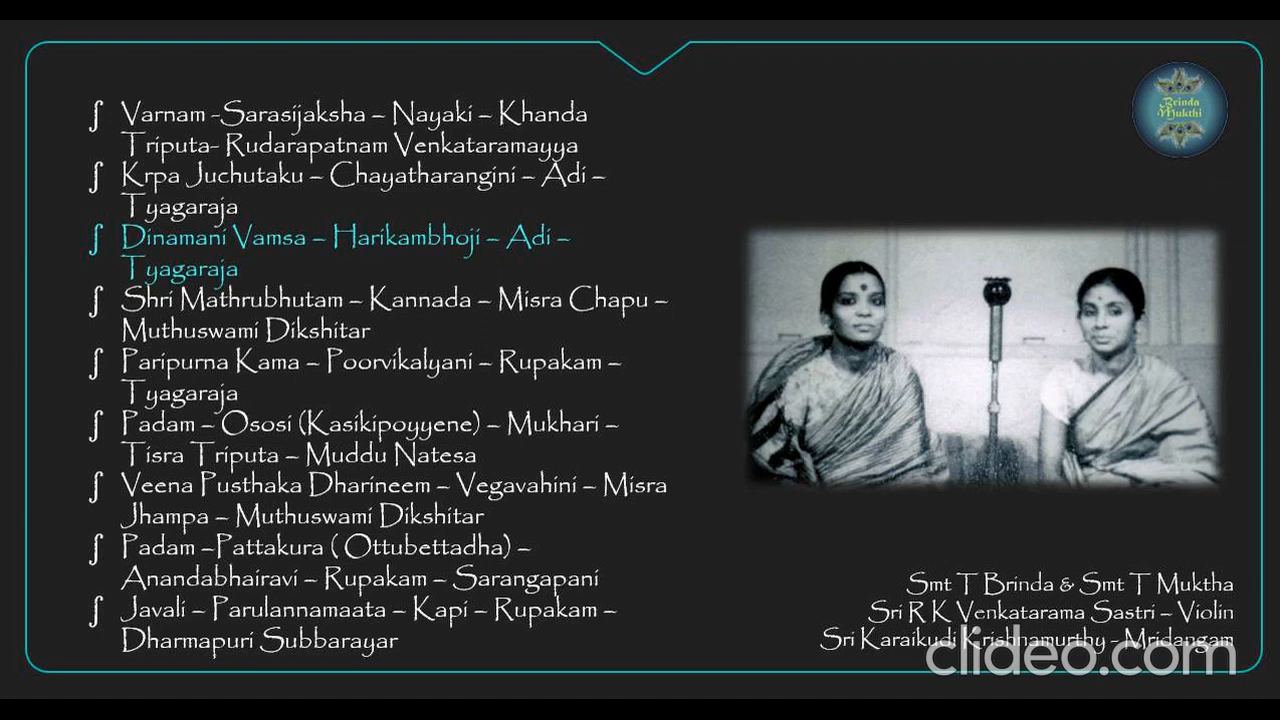 Varnam -Sarasijaksha – Nayaki – Khanda
Triputa- Rudarapatnam Venkataramayya
Krpa Juchutaku – Chayatharangini – Adi –
Tyagaraja
Dinamani Vamsa – Harikambhoji – Adi –
Tyagaraja
Shri Mathrubhutam – Kannada – Misra Chapu –
Muthuswami Dikshitar
Paripurna Kama – Poorvikalyani – Rupakam –
Tyagaraja
Padam – Ososi (Kasikipoyyene) – Mukhari –
Tisra Triputa – Muddu Natesa
Veena Pusthaka Dharineem – Vegavahini – Misra
Jhampa – Muthuswami Dikshitar
Padam –Pattakura ( Ottubettadha) –
Anandabhairavi – Rupakam – Sarangapani
Javali – Parulannamaata – Kapi – Rupakam –
Dharmapuri Subbarayar
Brinda
Mukthi
Smt T Brinda & Smt T Muktha
Sri R K Venkatarama Sastri – Violin
Sri Karaikudi Krishnamurthy - Mridangam
clideo.com